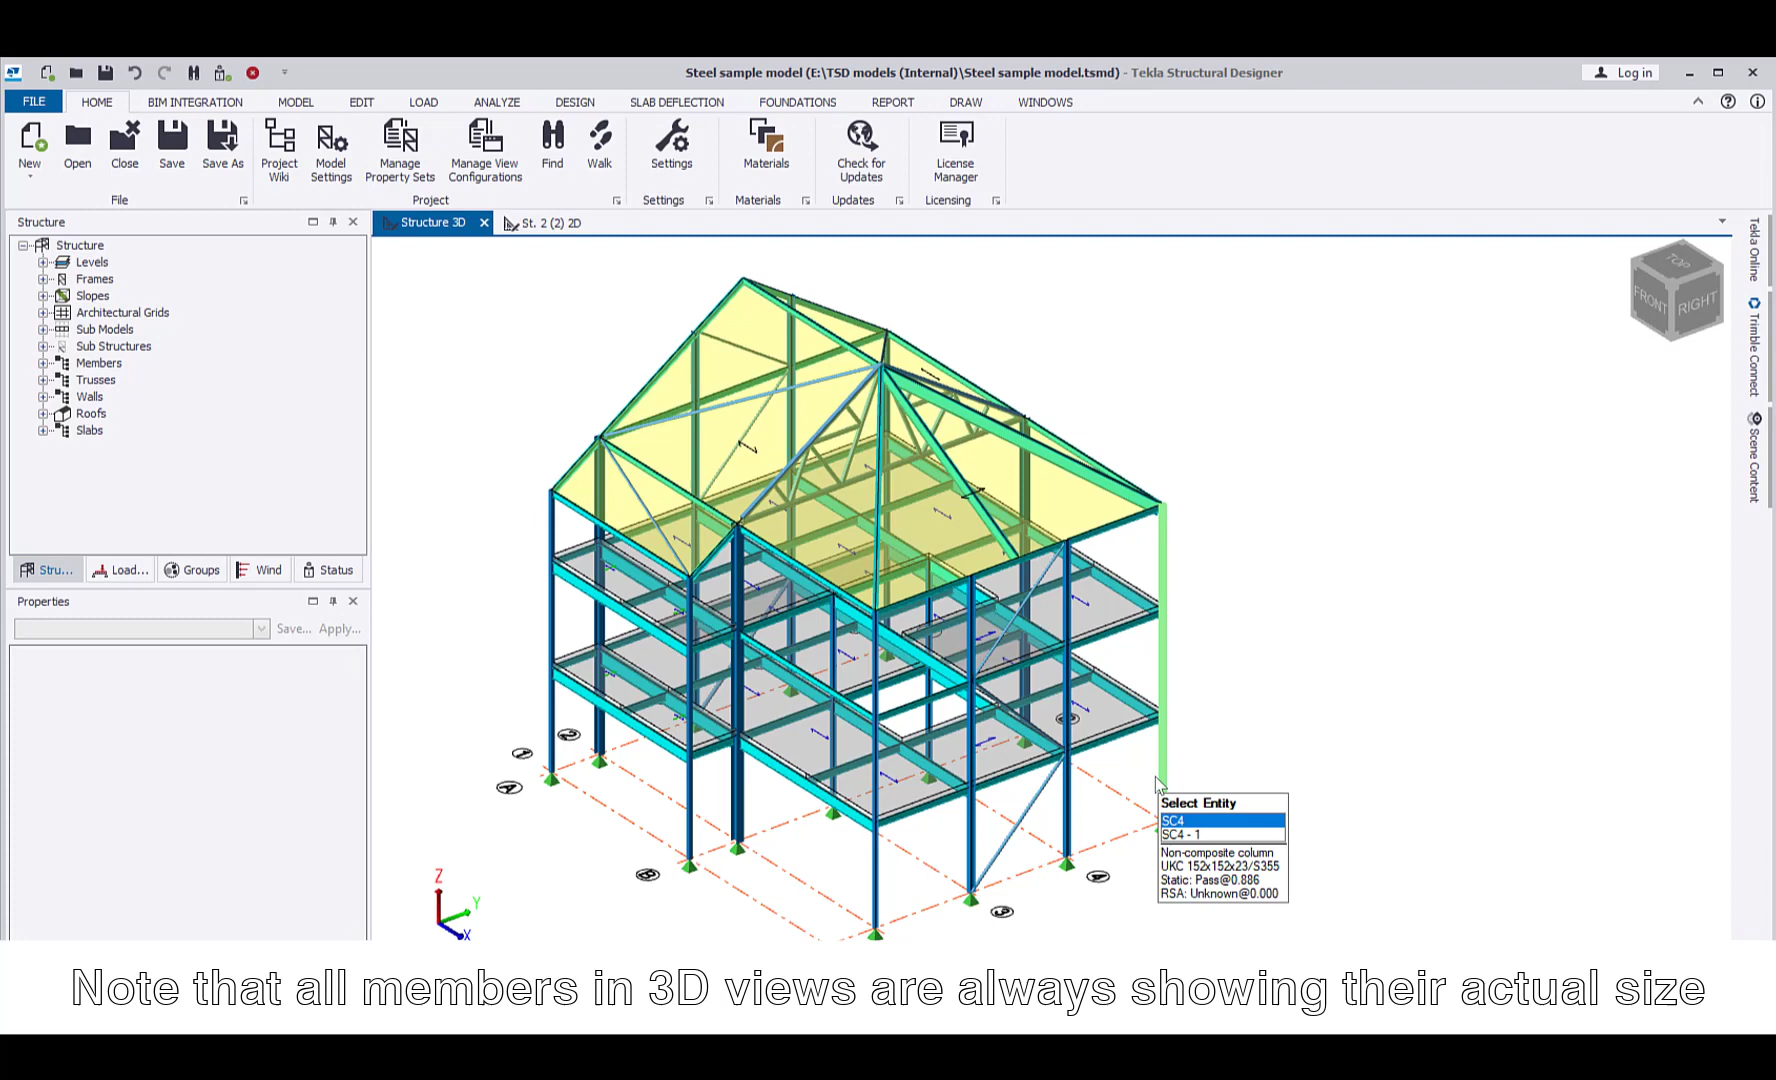 Steel sample model (E:\TSD models (Internal)\Steel sample model.tsmd) - Tekla Structural Designer
Log in
FILE HOME BIM INTEGRATION MODEL EDIT LOAD ANALYZE DESIGN SLAB DEFLECTION FOUNDATIONS REPORT DRAW WINDOWS
New Open Close Save Save As Project Wiki Model Settings Manage Property Sets Manage View Configurations Find Walk Settings Materials Check for Updates License Manager
File Project Settings Materials Updates Licensing
Structure
Structure 3D
St. 2 (2) 2D
Structure
Levels
Frames
Slopes
Architectural Grids
Sub Models
Sub Structures
Members
Trusses
Walls
Roofs
Slabs
Stru... Load... Groups Wind Status
Properties
Save... Apply...
TOP
FRONT RIGHT
Tekla Online
Trimble Connect
Scene Content
1
2
A
B
3
4
Z
Y
X
Select Entity
SC4
SC4 - 1
Non-composite column
UKC 152x152x23/S355
Static: Pass@0.886
RSA: Unknown@0.000
Note that all members in 3D views are always showing their actual size